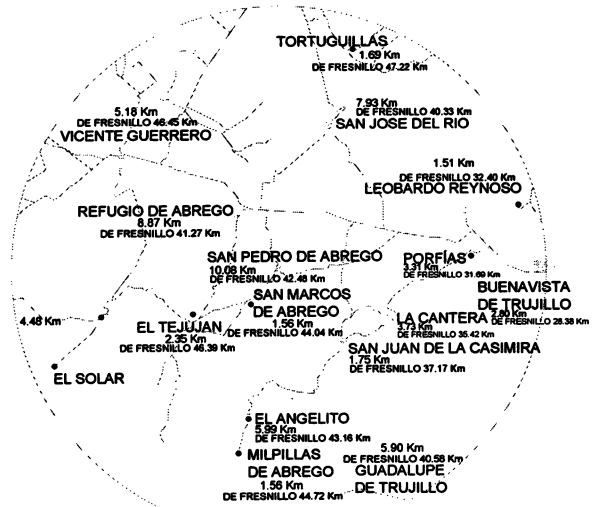 TORTUGUILLAS
1.69 Km
DE FRESNILLO 47.22 Km
7.93 Km
DE FRESNILLO 40.33 Km
SAN JOSE DEL RIO
5.18 Km
DE FRESNILLO 46.45 Km
VICENTE GUERRERO
1.51 Km
DE FRESNILLO 32.40 Km
LEOBARDO REYNOSO
REFUGIO DE ABREGO
8.87 Km
DE FRESNILLO 41.27 Km
SAN PEDRO DE ABREGO
10.08 Km
DE FRESNILLO 42.48 Km
PORFÍAS
3.31 Km
DE FRESNILLO 31.69 Km
BUENAVISTA
DE TRUJILLO
2.80 Km
DE FRESNILLO 28.38 Km
SAN MARCOS
DE ABREGO
1.56 Km
DE FRESNILLO 44.04 Km
LA CANTERA
3.73 Km
DE FRESNILLO 35.42 Km
4.48 Km
EL TEJUJAN
2.35 Km
DE FRESNILLO 46.39 Km
SAN JUAN DE LA CASIMIRA
1.75 Km
DE FRESNILLO 37.17 Km
EL SOLAR
EL ANGELITO
5.99 Km
DE FRESNILLO 43.16 Km
MILPILLAS
DE ABREGO
1.56 Km
DE FRESNILLO 44.72 Km
5.90 Km
DE FRESNILLO 40.58 Km
GUADALUPE
DE TRUJILLO